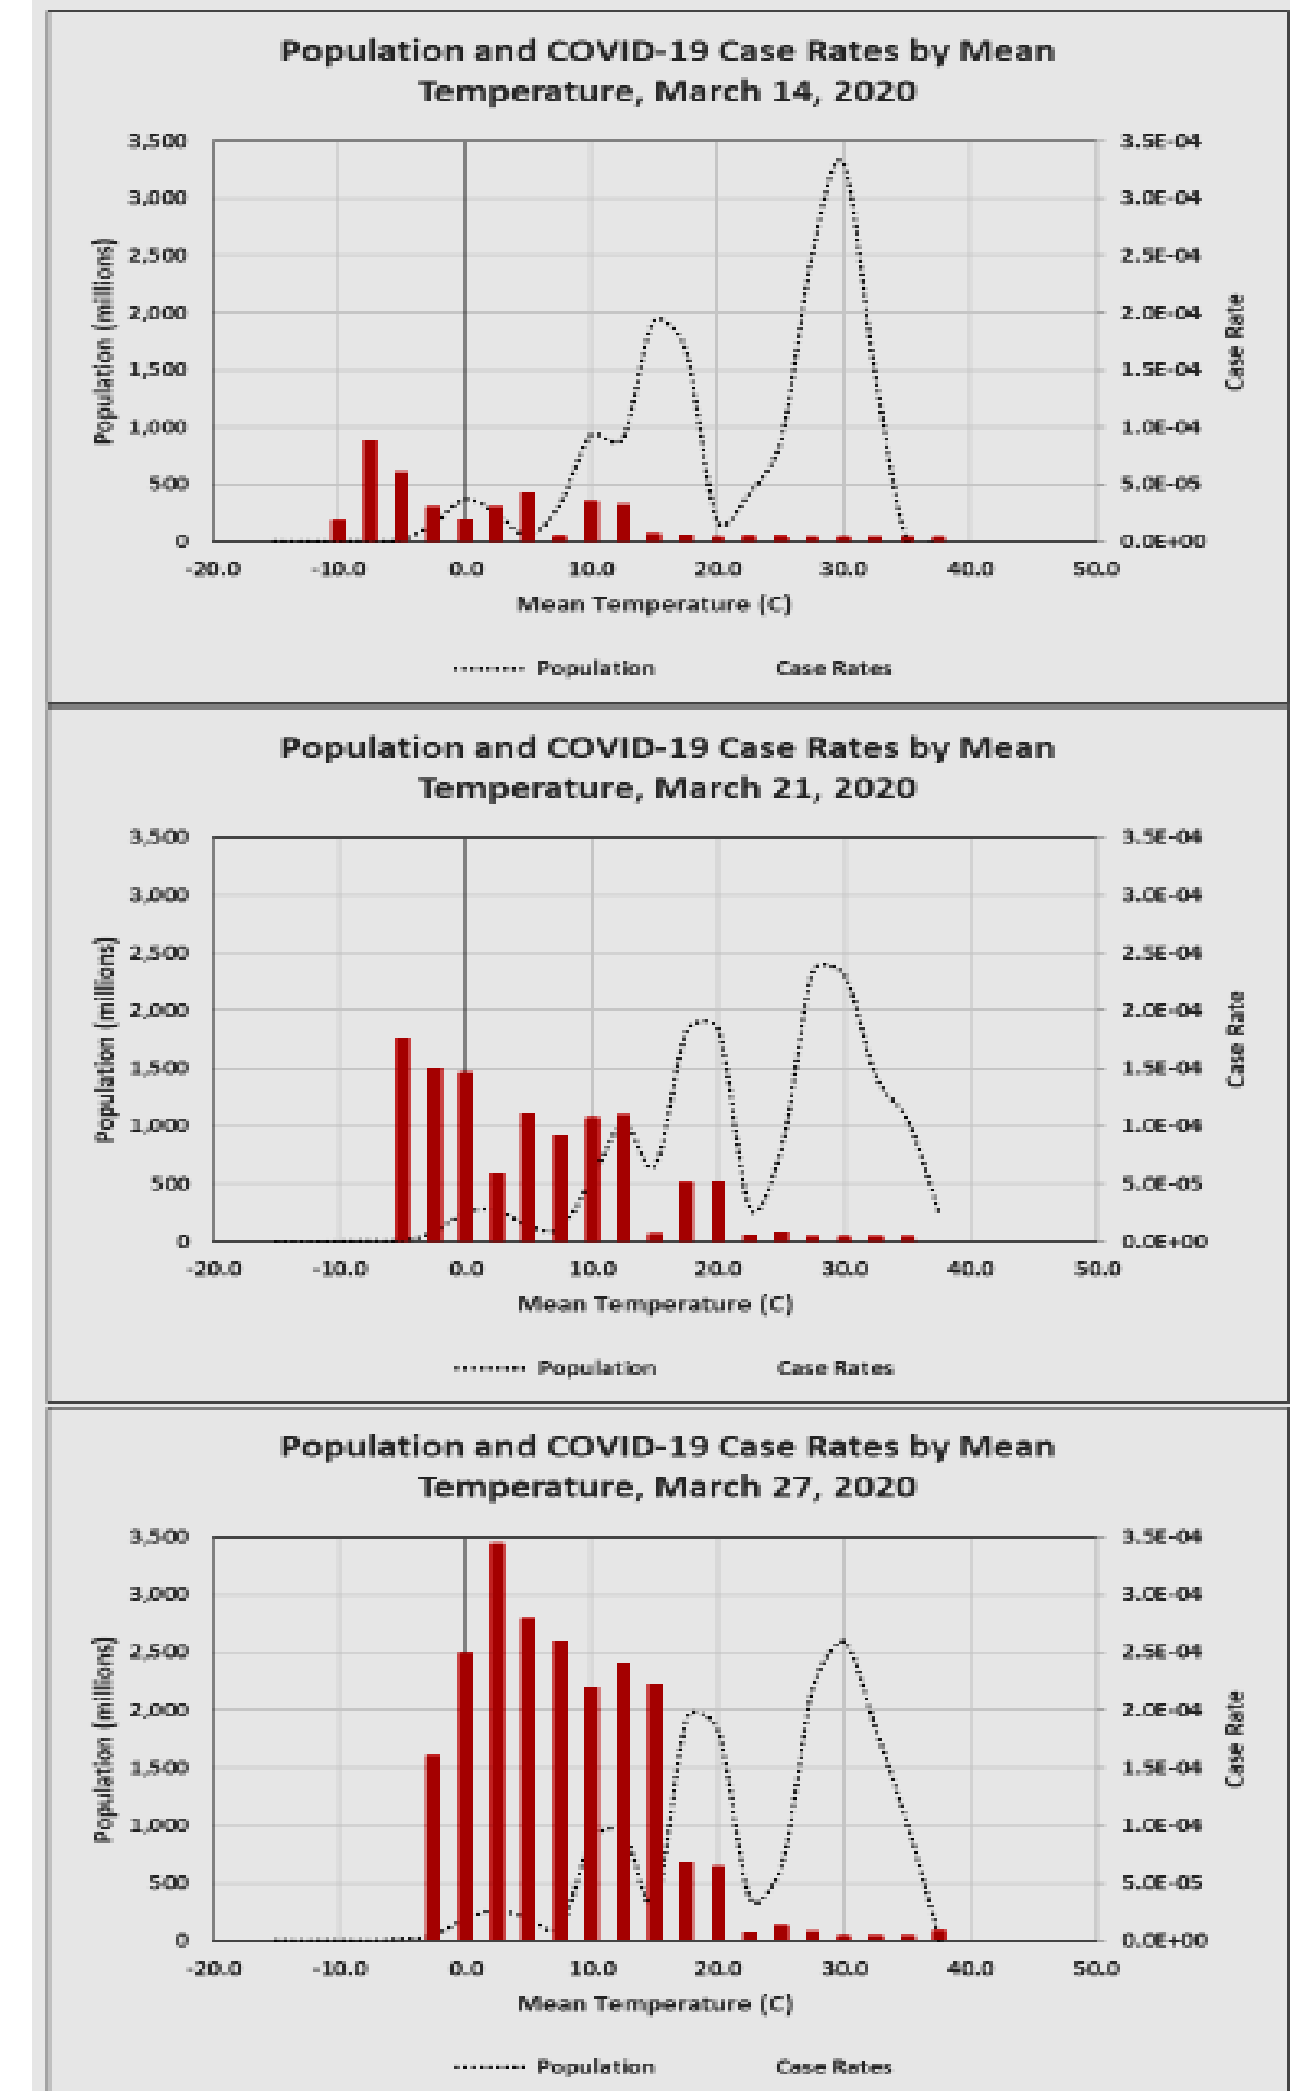 Population and COVID-19 Case Rates by Mean
Temperature, March 14, 2020
3,500
3,000
2,500
2,000
1,500
1,000
500
0
Population (millions)
3.5E-04
3.0E-04
2.5E-04
2.0E-04
1.5E-04
1.0E-04
5.0E-05
0.0E+00
Case Rate
-20.0 -10.0 0.0 10.0 20.0 30.0 40.0 50.0
Mean Temperature (C)
Population Case Rates
Population and COVID-19 Case Rates by Mean
Temperature, March 21, 2020
3,500
3,000
2,500
2,000
1,500
1,000
500
0
Population (millions)
3.5E-04
3.0E-04
2.5E-04
2.0E-04
1.5E-04
1.0E-04
5.0E-05
0.0E+00
Case Rate
-20.0 -10.0 0.0 10.0 20.0 30.0 40.0 50.0
Mean Temperature (C)
Population Case Rates
Population and COVID-19 Case Rates by Mean
Temperature, March 27, 2020
3,500
3,000
2,500
2,000
1,500
1,000
500
0
Population (millions)
3.5E-04
3.0E-04
2.5E-04
2.0E-04
1.5E-04
1.0E-04
5.0E-05
0.0E+00
Case Rate
-20.0 -10.0 0.0 10.0 20.0 30.0 40.0 50.0
Mean Temperature (C)
Population Case Rates